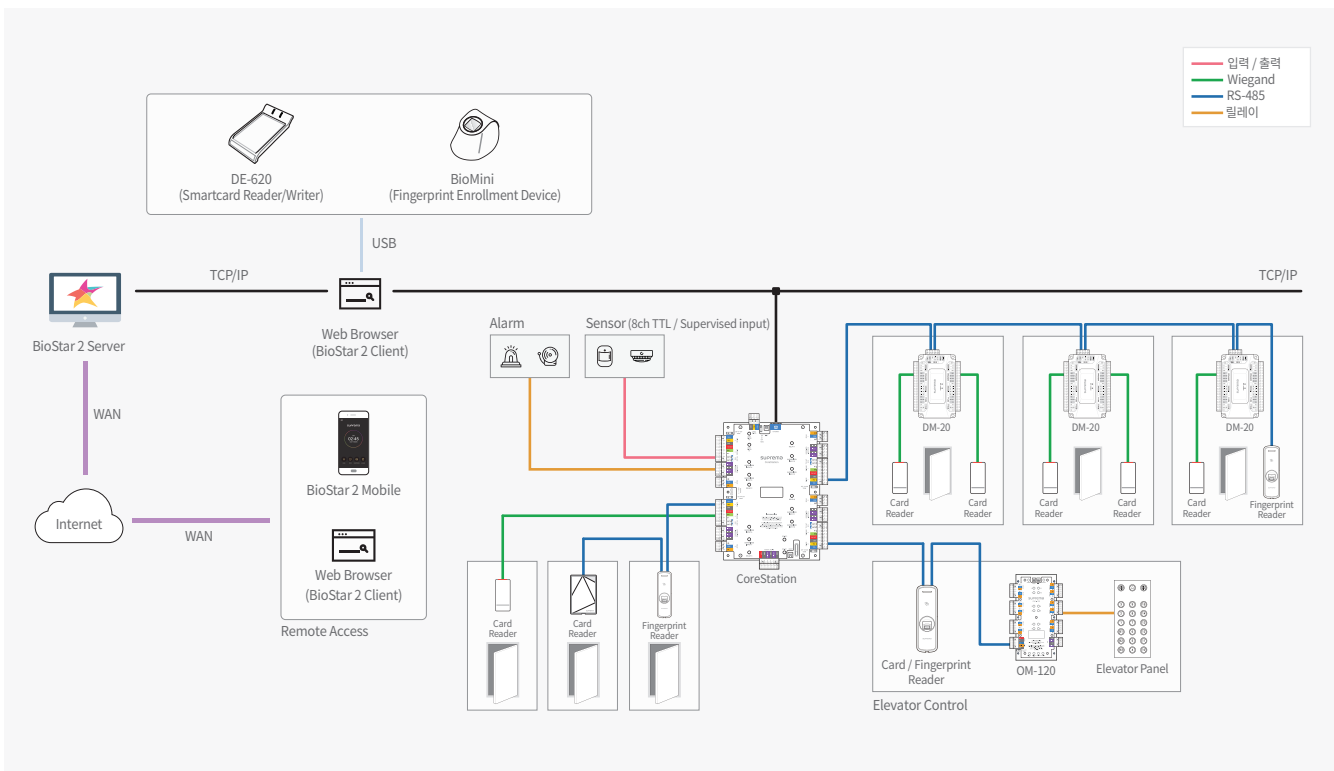 입력 / 출력
Wiegand
RS-485
릴레이
DE-620
(Smartcard Reader/Writer)
BioMini
(Fingerprint Enrollment Device)
USB
TCP/IP
TCP/IP
BioStar 2 Server
Web Browser
(BioStar 2 Client)
Alarm
Sensor (8ch TTL / Supervised input)
WAN
Internet
WAN
BioStar 2 Mobile
Web Browser
(BioStar 2 Client)
Remote Access
suprema
CoreStation
DM-20
Card
Reader
Card
Reader
DM-20
Card
Reader
Card
Reader
DM-20
Card
Reader
Fingerprint
Reader
Card
Reader
Card
Reader
Fingerprint
Reader
Card / Fingerprint
Reader
OM-120
Elevator Panel
Elevator Control